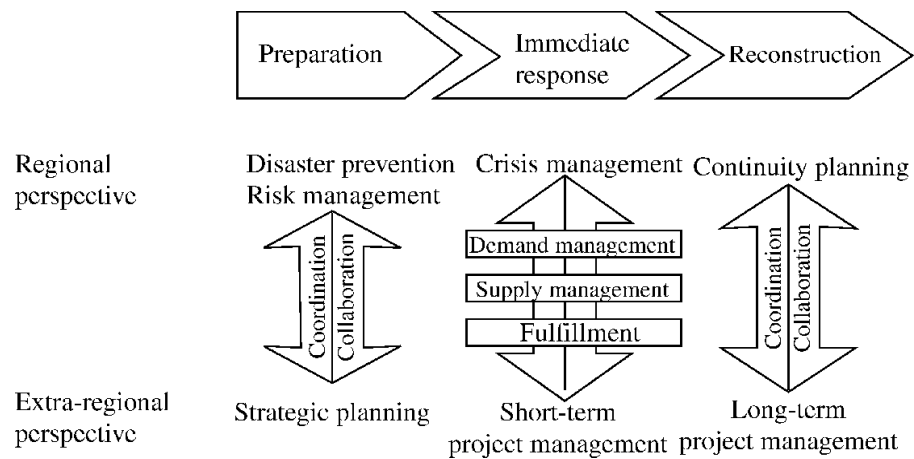 Preparation
Immediate
response
Reconstruction
Regional
perspective
Disaster prevention
Risk management
Crisis management
Continuity planning
Coordination
Collaboration
Demand management
Supply management
Fulfillment
Coordination
Collaboration
Extra-regional
perspective
Strategic planning
Short-term
project management
Long-term
project management